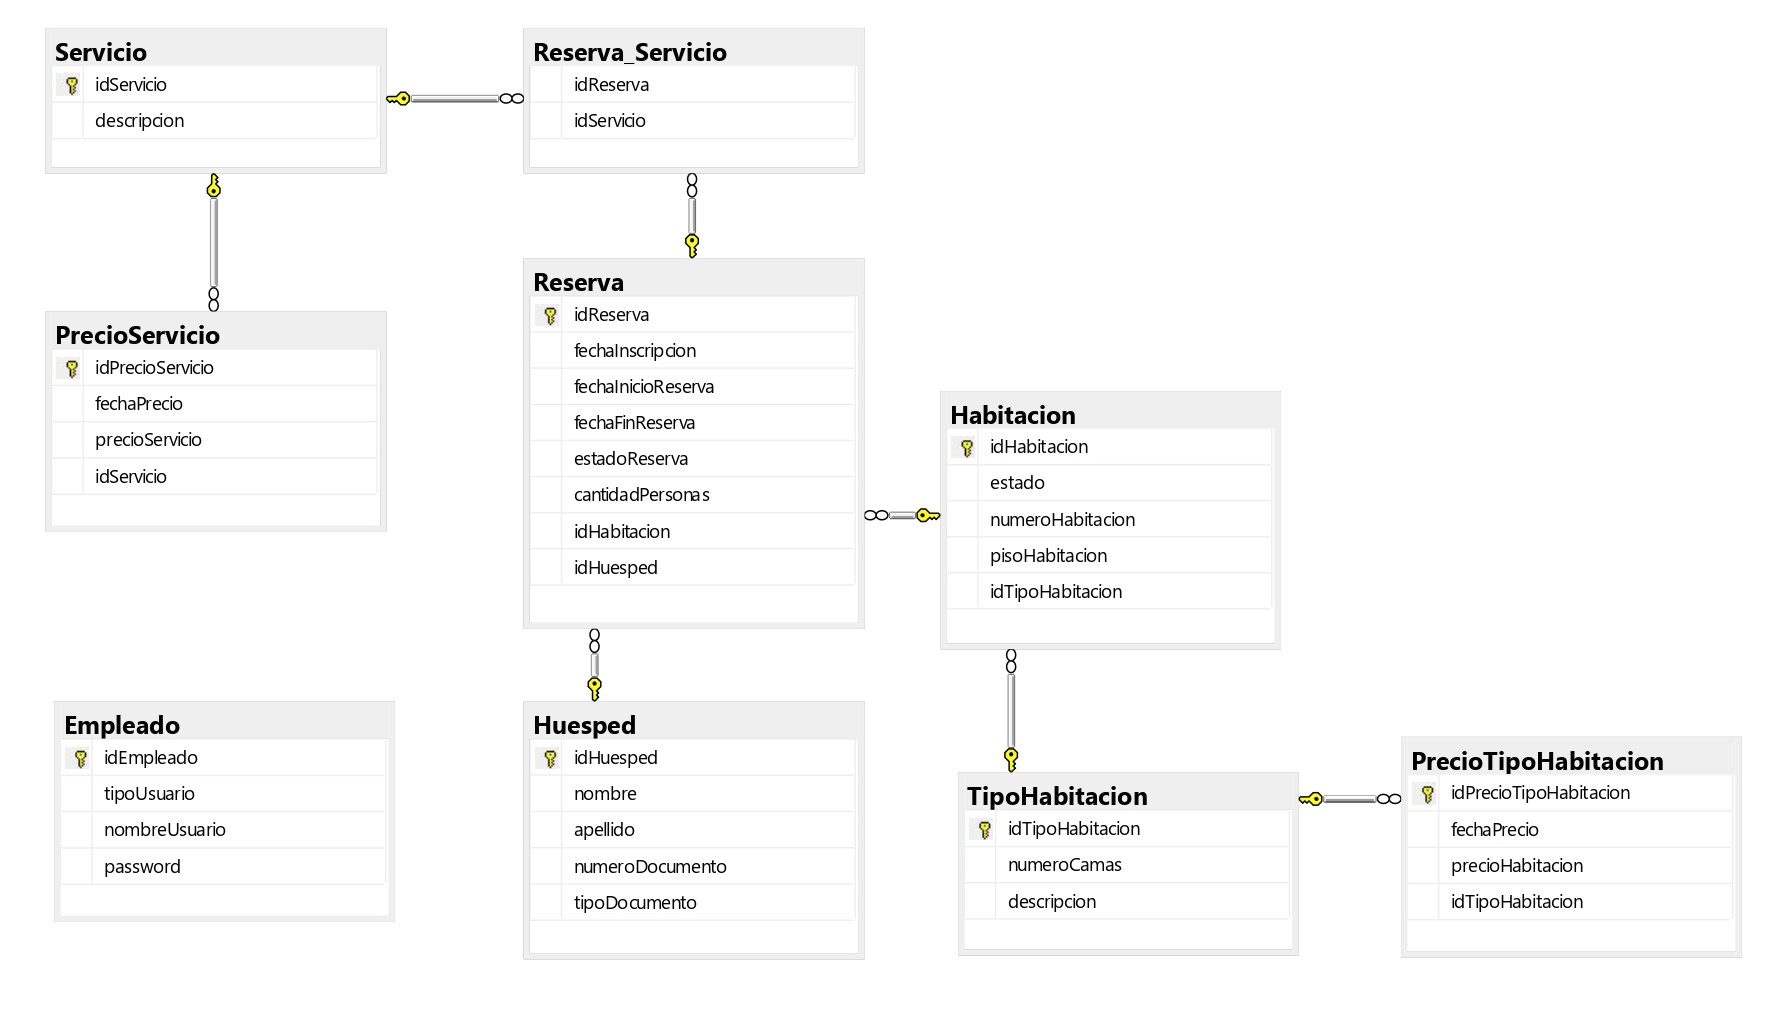 Servicio
idServicio
descripcion
Reserva_Servicio
idReserva
idServicio
PrecioServicio
idPrecioServicio
fechaPrecio
precioServicio
idServicio
Reserva
idReserva
fechaInscripcion
fechaInicioReserva
fechaFinReserva
estadoReserva
cantidadPersonas
idHabitacion
idHuesped
Habitacion
idHabitacion
estado
numeroHabitacion
pisoHabitacion
idTipoHabitacion
Empleado
idEmpleado
tipoUsuario
nombreUsuario
password
Huesped
idHuesped
nombre
apellido
numeroDocumento
tipoDocumento
TipoHabitacion
idTipoHabitacion
numeroCamas
descripcion
PrecioTipoHabitacion
idPrecioTipoHabitacion
fechaPrecio
precioHabitacion
idTipoHabitacion